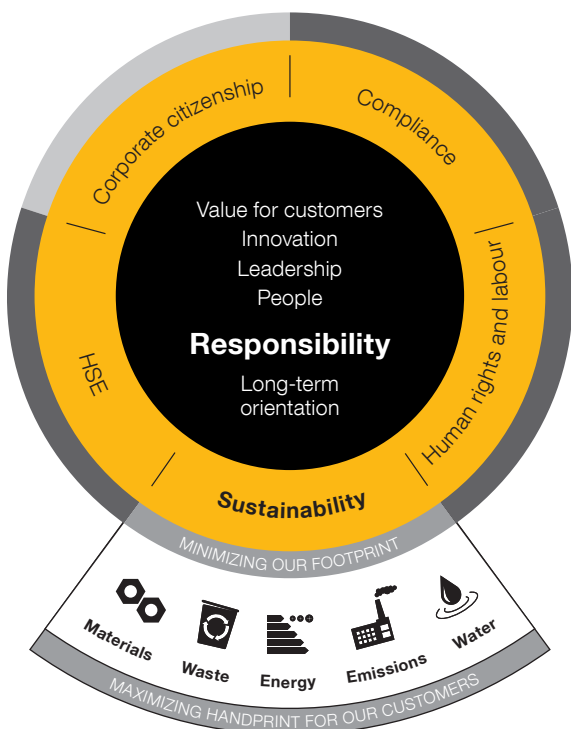 Corporate citizenship
Compliance
Value for customers
Innovation
Leadership
People
Responsibility
Long-term
orientation
HSE
Human rights and labour
Sustainability
MINIMIZING OUR FOOTPRINT
Materials
Waste
Energy
Emissions
Water
MAXIMIZING HANDPRINT FOR OUR CUSTOMERS